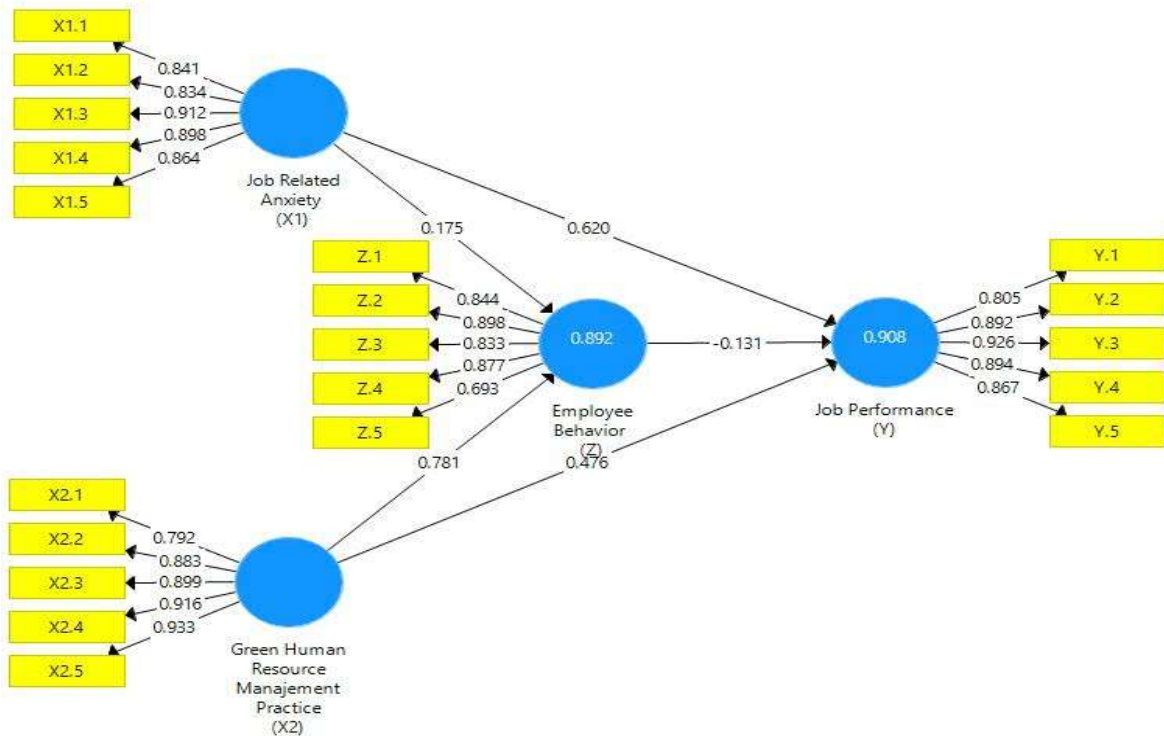 X1.1
X1.2
X1.3
X1.4
X1.5
0.841
0.834
0.912
0.898
0.864
Job Related
Anxiety
(X1)
0.175
0.620
Z.1
Z.2
Z.3
Z.4
Z.5
0.844
0.898
0.833
0.877
0.693
0.892
Employee
Behavior
(Z)
-0.131
0.908
Job Performance
(Y)
0.805
0.892
0.926
0.894
0.867
Y.1
Y.2
Y.3
Y.4
Y.5
0.781
0.476
X2.1
X2.2
X2.3
X2.4
X2.5
0.792
0.883
0.899
0.916
0.933
Green Human
Resource
Manajement
Practice
(X2)